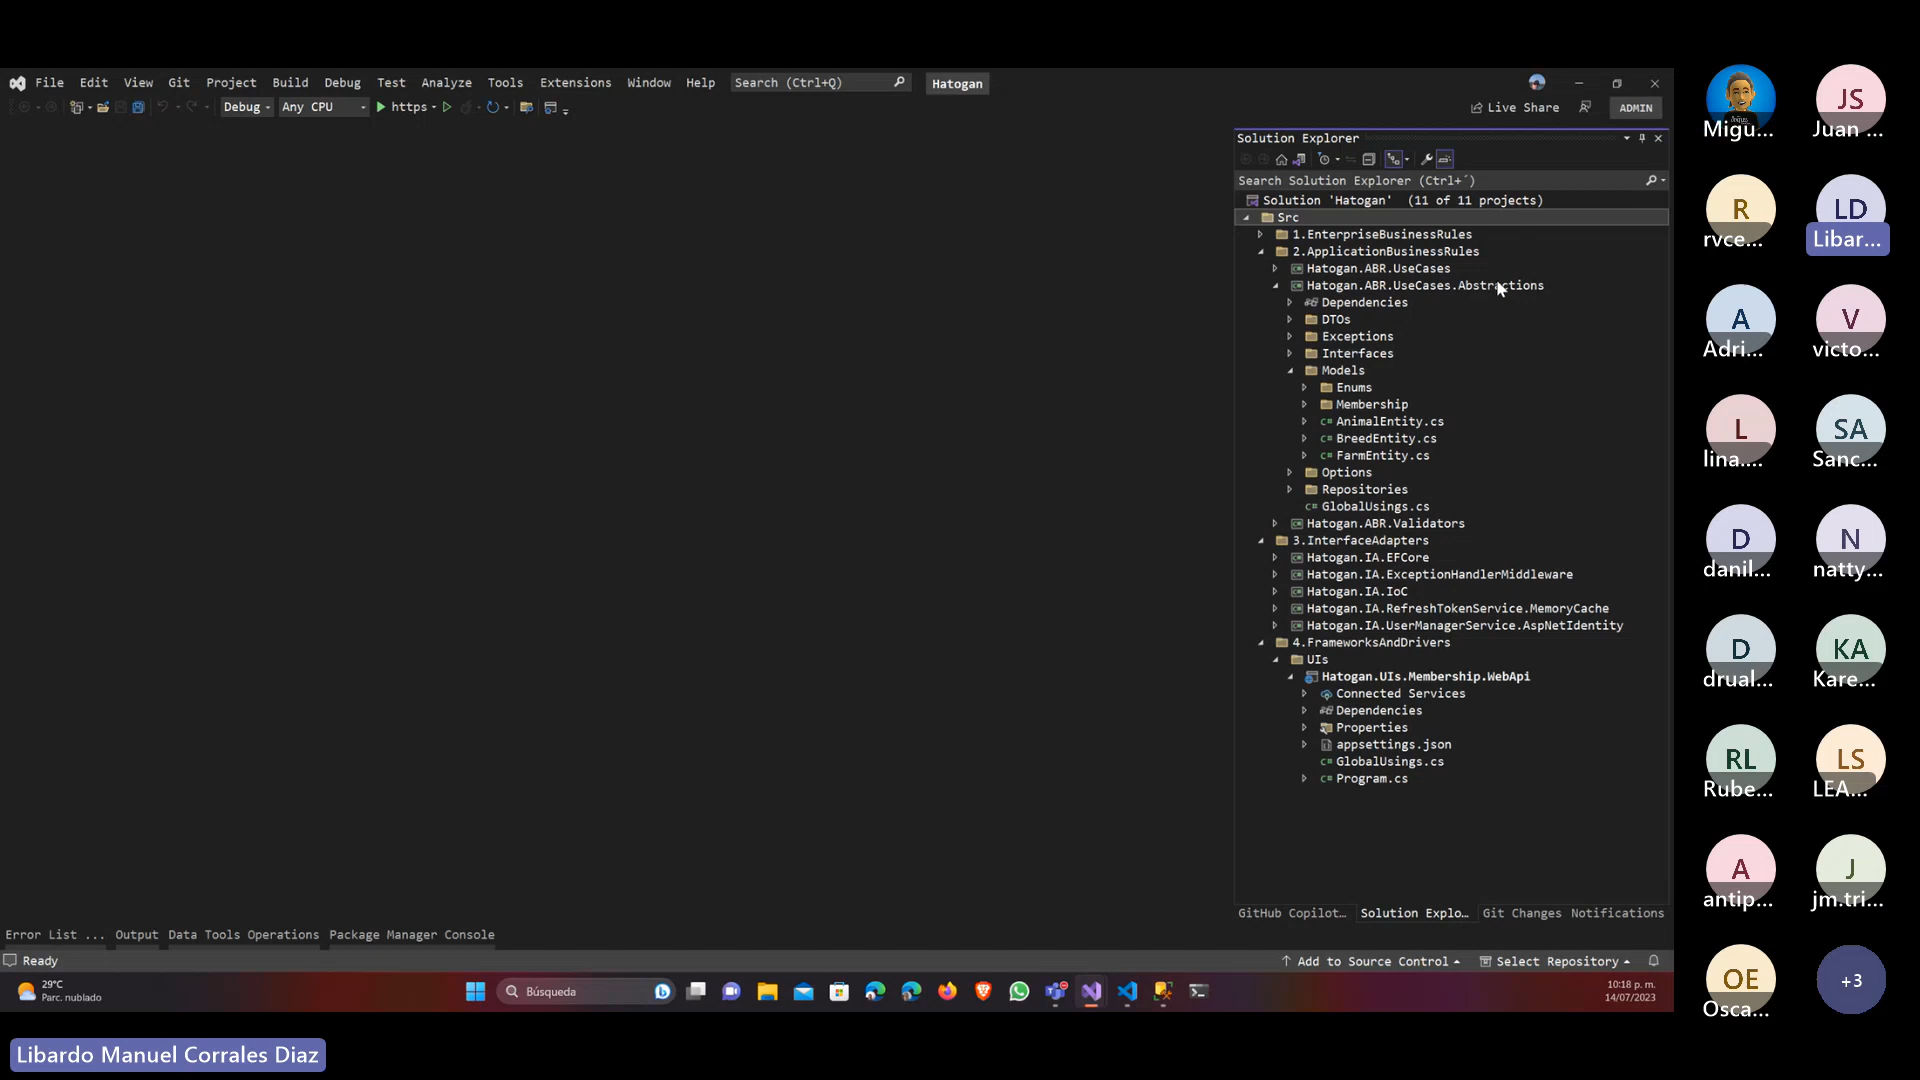 File Edit View Git Project Build Debug Test Analyze Tools Extensions Window Help Search (Ctrl+Q) Hatogan
Debug Any CPU https Live Share ADMIN
Solution Explorer
Search Solution Explorer (Ctrl+´)
Solution 'Hatogan' (11 of 11 projects)
Src
1.EnterpriseBusinessRules
2.ApplicationBusinessRules
Hatogan.ABR.UseCases
Hatogan.ABR.UseCases.Abstractions
Dependencies
DTOs
Exceptions
Interfaces
Models
Enums
Membership
AnimalEntity.cs
BreedEntity.cs
FarmEntity.cs
Options
Repositories
GlobalUsings.cs
Hatogan.ABR.Validators
3.InterfaceAdapters
Hatogan.IA.EFCore
Hatogan.IA.ExceptionHandlerMiddleware
Hatogan.IA.IoC
Hatogan.IA.RefreshTokenService.MemoryCache
Hatogan.IA.UserManagerService.AspNetIdentity
4.FrameworksAndDrivers
UIs
Hatogan.UIs.Membership.WebApi
Connected Services
Dependencies
Properties
appsettings.json
GlobalUsings.cs
Program.cs
GitHub Copilot... Solution Explo... Git Changes Notifications
Error List ... Output Data Tools Operations Package Manager Console
Ready Add to Source Control Select Repository
29°C
Parc. nublado
Búsqueda
10:18 p. m.
14/07/2023
Libardo Manuel Corrales Diaz
Migu...
JS
Juan ...
R
rvce...
LD
Libar...
A
Adri...
V
victo...
L
lina....
SA
Sanc...
D
danil...
N
natty...
D
drual...
KA
Kare...
RL
Rube...
LS
LEA...
A
antip...
J
jm.tri...
OE
Osca...
+3